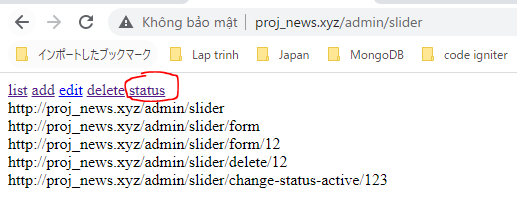 Không bảo mật | proj_news.xyz/admin/slider
インポートしたブックマーク Lap trinh Japan MongoDB code igniter
list add edit delete status
http://proj_news.xyz/admin/slider
http://proj_news.xyz/admin/slider/form
http://proj_news.xyz/admin/slider/form/12
http://proj_news.xyz/admin/slider/delete/12
http://proj_news.xyz/admin/slider/change-status-active/123